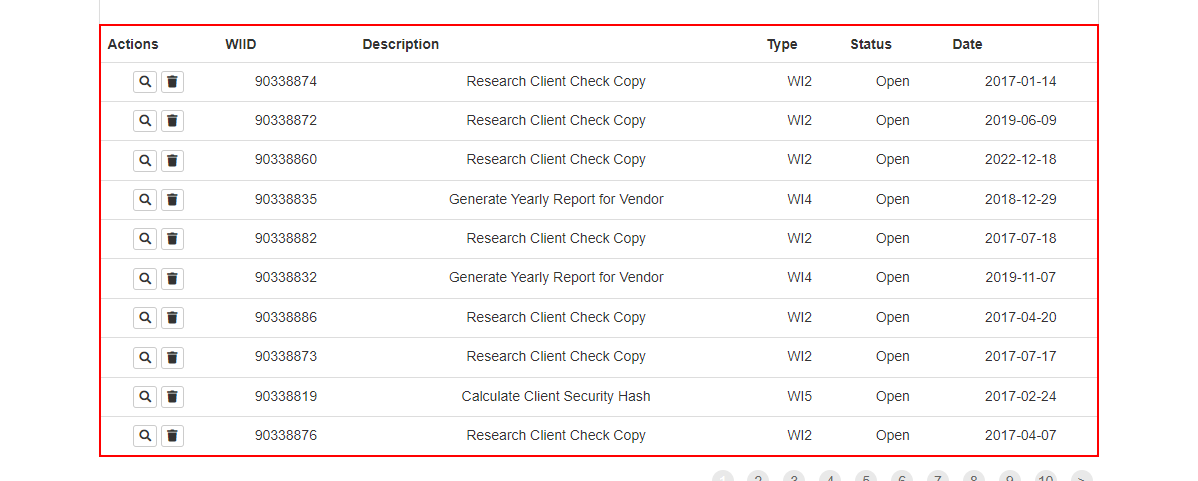 Actions WIID Description Type Status Date
90338874 Research Client Check Copy WI2 Open 2017-01-14
90338872 Research Client Check Copy WI2 Open 2019-06-09
90338860 Research Client Check Copy WI2 Open 2022-12-18
90338835 Generate Yearly Report for Vendor WI4 Open 2018-12-29
90338882 Research Client Check Copy WI2 Open 2017-07-18
90338832 Generate Yearly Report for Vendor WI4 Open 2019-11-07
90338886 Research Client Check Copy WI2 Open 2017-04-20
90338873 Research Client Check Copy WI2 Open 2017-07-17
90338819 Calculate Client Security Hash WI5 Open 2017-02-24
90338876 Research Client Check Copy WI2 Open 2017-04-07
1 2 3 4 5 6 7 8 9 10 >